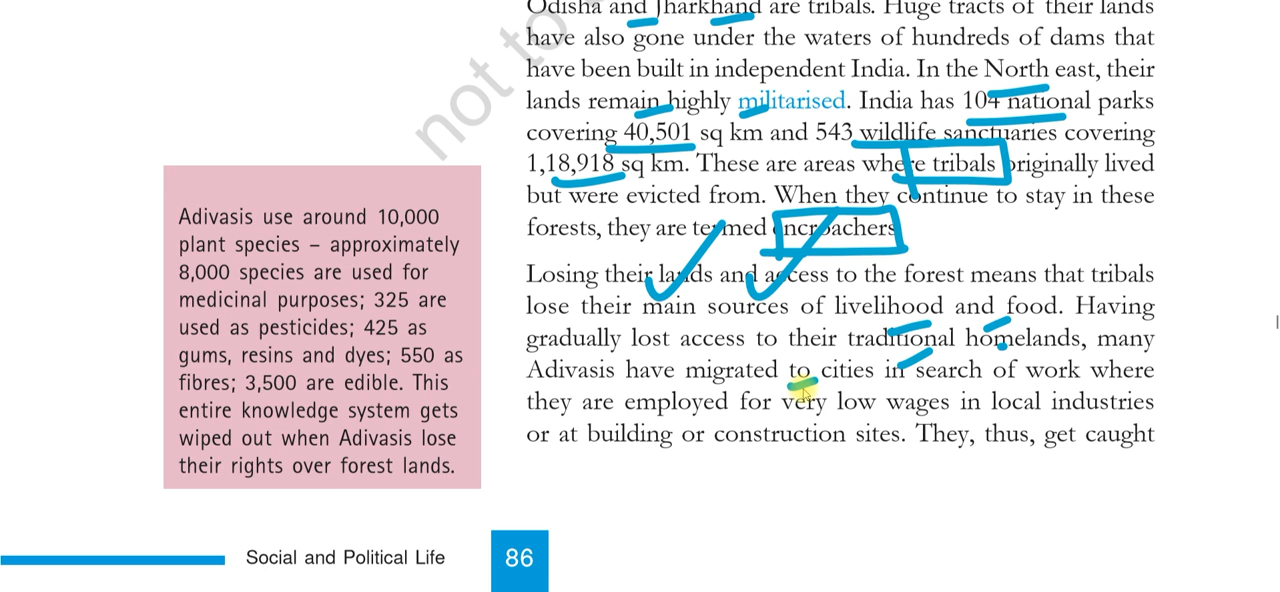 Odisha and Jharkhand are tribals. Huge tracts of their lands
have also gone under the waters of hundreds of dams that
have been built in independent India. In the North east, their
lands remain highly militarised. India has 104 national parks
covering 40,501 sq km and 543 wildlife sanctuaries covering
1,18,918 sq km. These are areas where tribals originally lived
but were evicted from. When they continue to stay in these
forests, they are termed encroachers
Losing their lands and access to the forest means that tribals
lose their main sources of livelihood and food. Having
gradually lost access to their traditional homelands, many
Adivasis have migrated to cities in search of work where
they are employed for very low wages in local industries
or at building or construction sites. They, thus, get caught
not to
Adivasis use around 10,000
plant species – approximately
8,000 species are used for
medicinal purposes; 325 are
used as pesticides; 425 as
gums, resins and dyes; 550 as
fibres; 3,500 are edible. This
entire knowledge system gets
wiped out when Adivasis lose
their rights over forest lands.
Social and Political Life
86